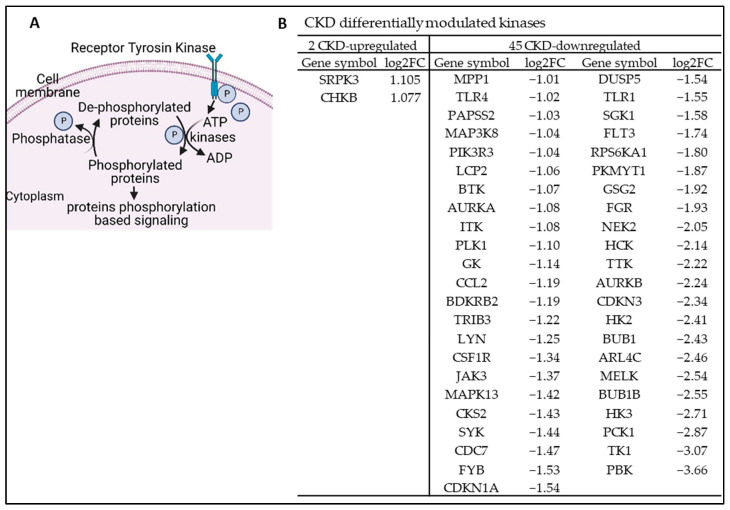 A
Receptor Tyrosin Kinase
Cell
membrane
P
P
De-phosphorylated
proteins
P
ATP
Phosphatase
P
kinases
ADP
Phosphorylated
proteins
Cytoplasm
proteins phosphorylation
based signaling
B
CKD differentially modulated kinases
2 CKD-upregulated 45 CKD-downregulated
Gene symbol log2FC Gene symbol log2FC Gene symbol log2FC
SRPK3 1.105 MPP1 −1.01 DUSP5 −1.54
CHKB 1.077 TLR4 −1.02 TLR1 −1.55
PAPSS2 −1.03 SGK1 −1.58
MAP3K8 −1.04 FLT3 −1.74
PIK3R3 −1.04 RPS6KA1 −1.80
LCP2 −1.06 PKMYT1 −1.87
BTK −1.07 GSG2 −1.92
AURKA −1.08 FGR −1.93
ITK −1.08 NEK2 −2.05
PLK1 −1.10 HCK −2.14
GK −1.14 TTK −2.22
CCL2 −1.19 AURKB −2.24
BDKRB2 −1.19 CDKN3 −2.34
TRIB3 −1.22 HK2 −2.41
LYN −1.25 BUB1 −2.43
CSF1R −1.34 ARL4C −2.46
JAK3 −1.37 MELK −2.54
MAPK13 −1.42 BUB1B −2.55
CKS2 −1.43 HK3 −2.71
SYK −1.44 PCK1 −2.87
CDC7 −1.47 TK1 −3.07
FYB −1.53 PBK −3.66
CDKN1A −1.54